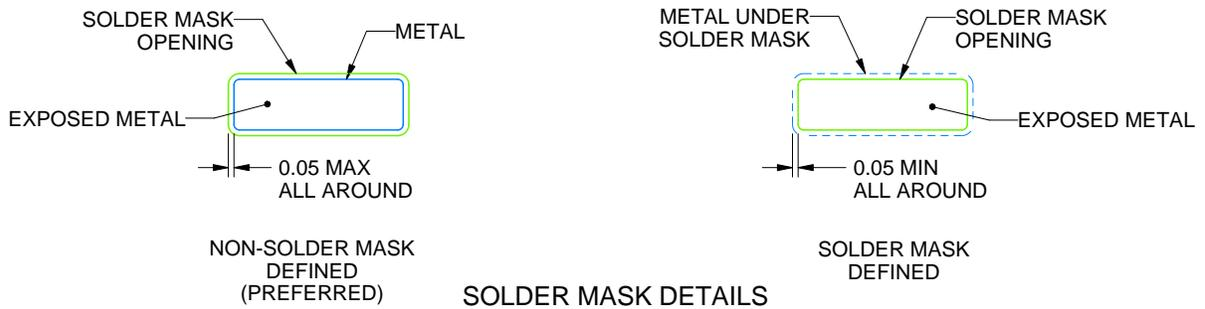 SOLDER MASK
OPENING
METAL
EXPOSED METAL
0.05 MAX
ALL AROUND
NON-SOLDER MASK
DEFINED
(PREFERRED)
METAL UNDER
SOLDER MASK
SOLDER MASK
OPENING
EXPOSED METAL
0.05 MIN
ALL AROUND
SOLDER MASK
DEFINED
SOLDER MASK DETAILS